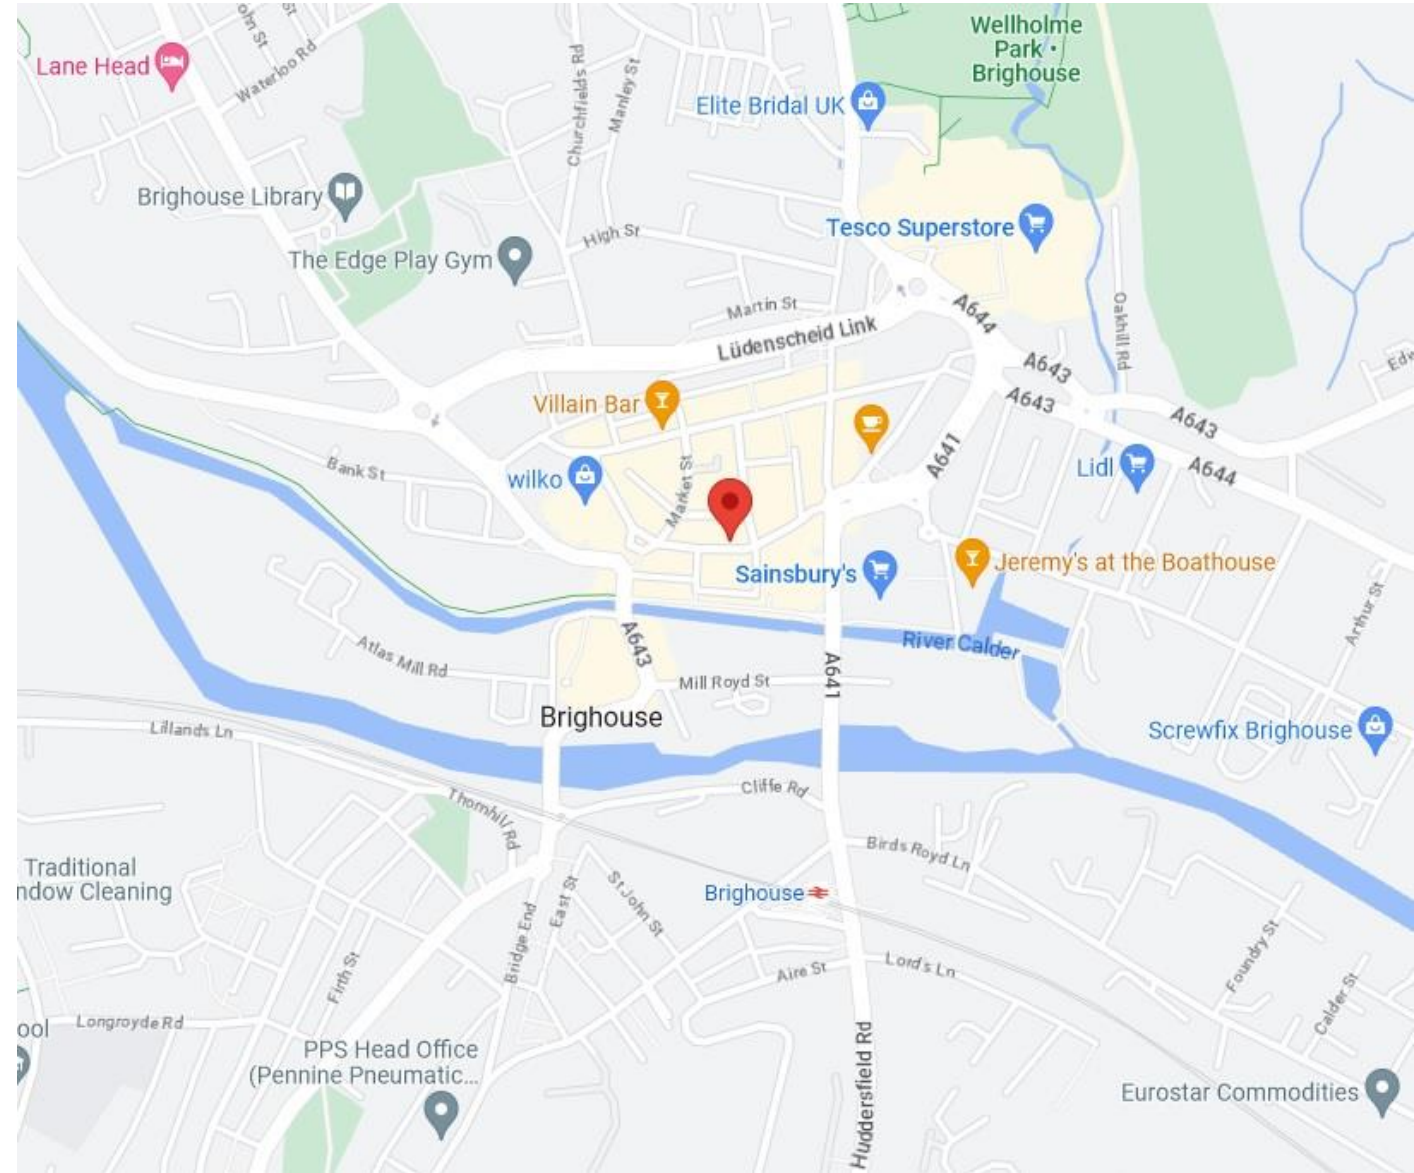 Wellholme
Park •
Brighouse
ohn St
St
Lane Head
Waterloo Rd
Churchfields Rd
Manley St
Elite Bridal UK
Brighouse Library
Tesco Superstore
The Edge Play Gym
High St
Martin St
Lüdenscheid Link
A644
Oakhill Rd
A643
A643
Edw
Villain Bar
A643
A641
Bank St
wilko
Market St
Lidl
A644
Sainsbury's
Jeremy's at the Boathouse
Arthur St
A643
River Calder
Atlas Mill Rd
Mill Royd St
A641
Brighouse
Lillands Ln
Screwfix Brighouse
Cliffe Rd
Thornhill Rd
Birds Royd Ln
Traditional
ndow Cleaning
Brighouse
East St
St John St
Bridge End
Firth St
Aire St
Lord's Ln
Foundry St
Calder St
ool
Longroyde Rd
PPS Head Office
(Pennine Pneumatic...
Huddersfield Rd
Eurostar Commodities